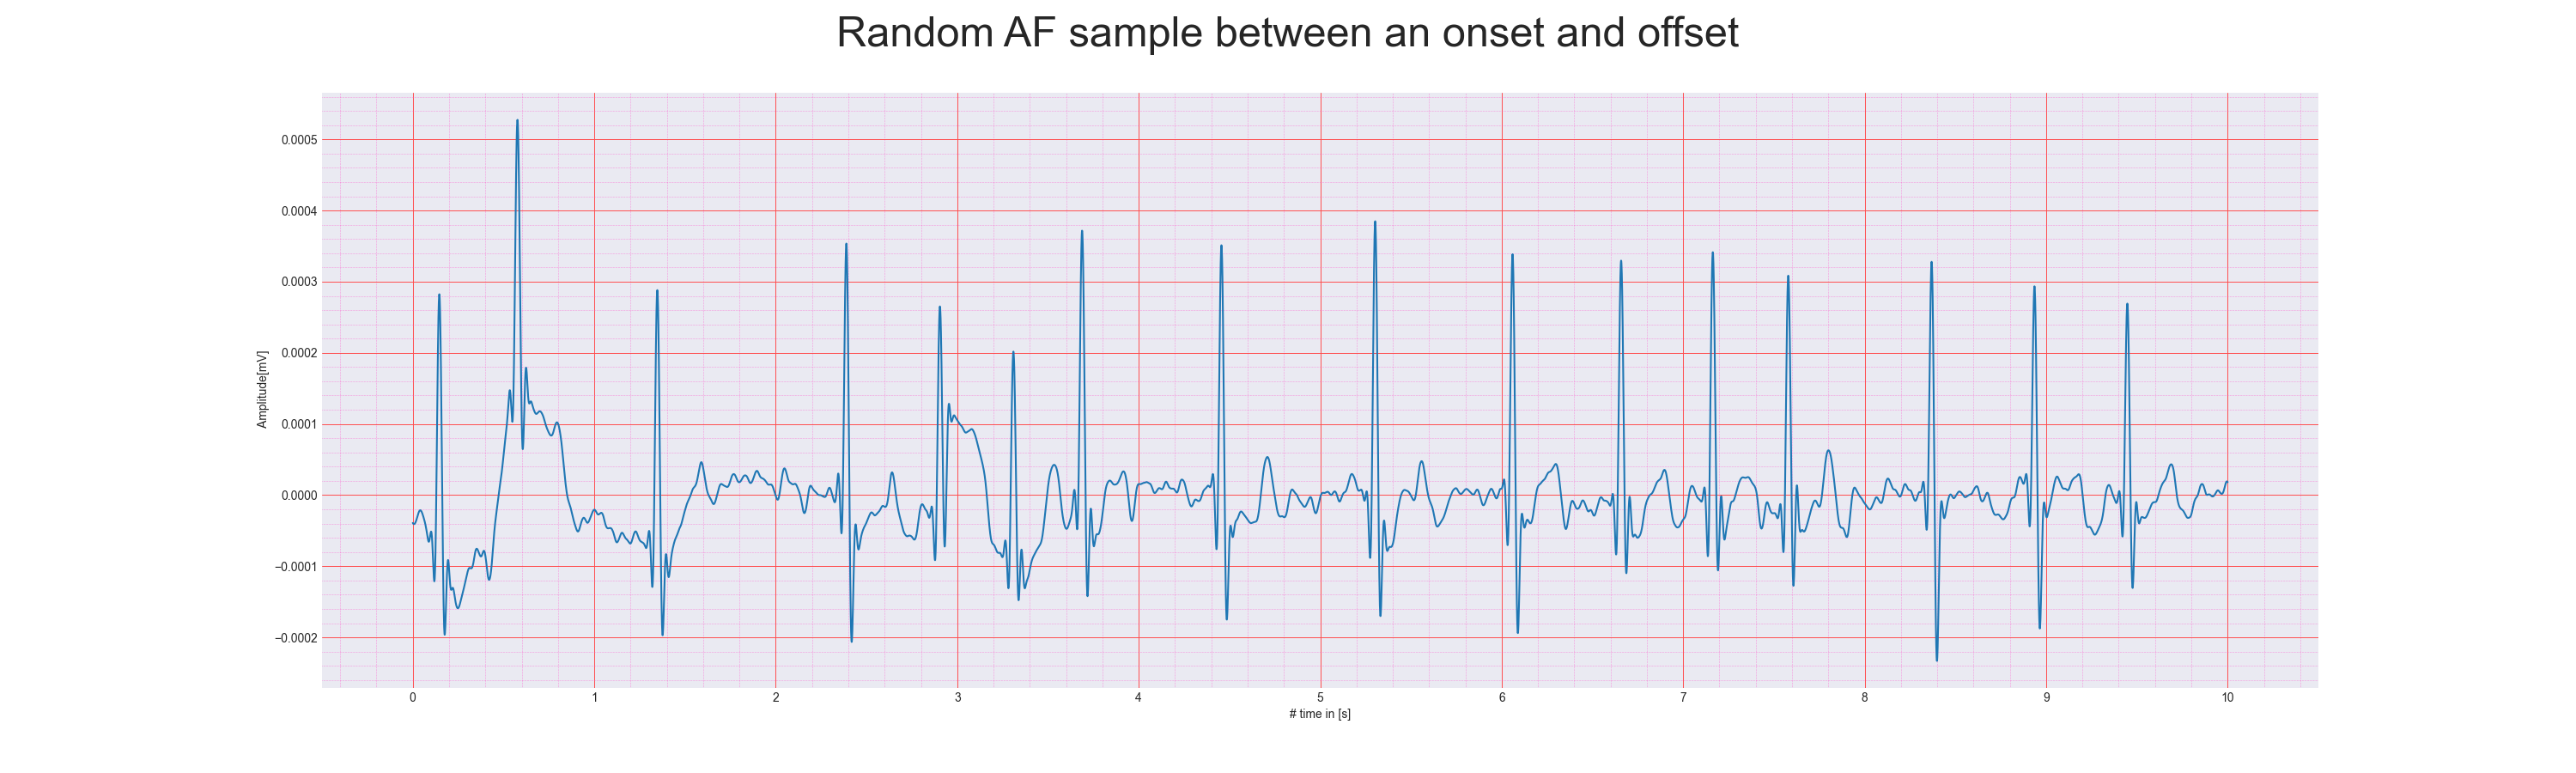 Random AF sample between an onset and offset
0.0005
0.0004
0.0003
0.0002
0.0001
0.0000
−0.0001
−0.0002
Amplitude[mV]
0 1 2 3 4 5 6 7 8 9 10
# time in [s]